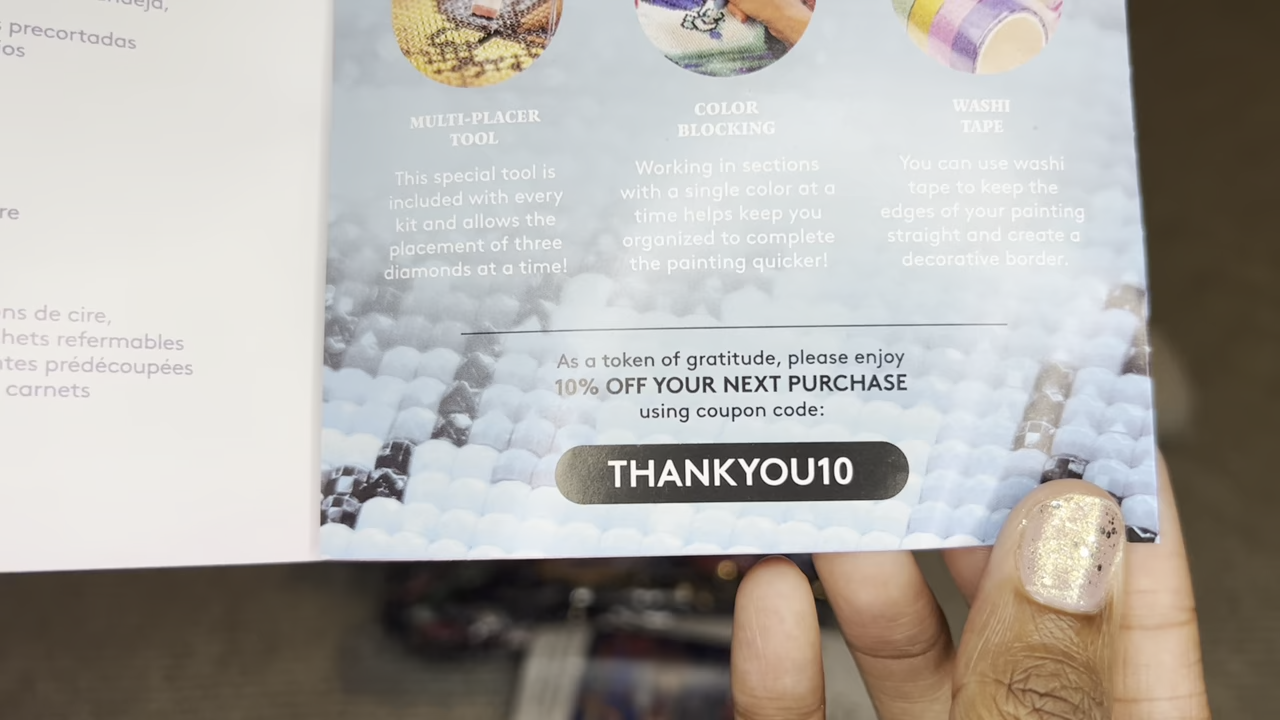 precortadas
re
ns de cire,
hets refermables
ntes prédécoupées
carnets
MULTI-PLACER
TOOL
This special tool is
included with every
kit and allows the
placement of three
diamonds at a time!
COLOR
BLOCKING
Working in sections
with a single color at a
time helps keep you
organized to complete
the painting quicker!
WASHI
TAPE
You can use washi
tape to keep the
edges of your painting
straight and create a
decorative border.
As a token of gratitude, please enjoy
10% OFF YOUR NEXT PURCHASE
using coupon code:
THANKYOU10